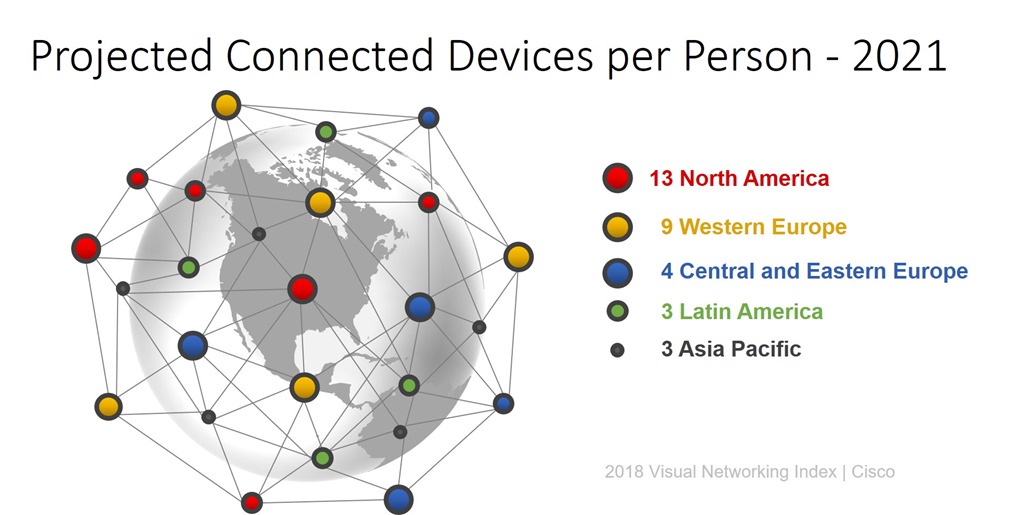 Projected Connected Devices per Person - 2021
13 North America
9 Western Europe
4 Central and Eastern Europe
3 Latin America
3 Asia Pacific
2018 Visual Networking Index | Cisco